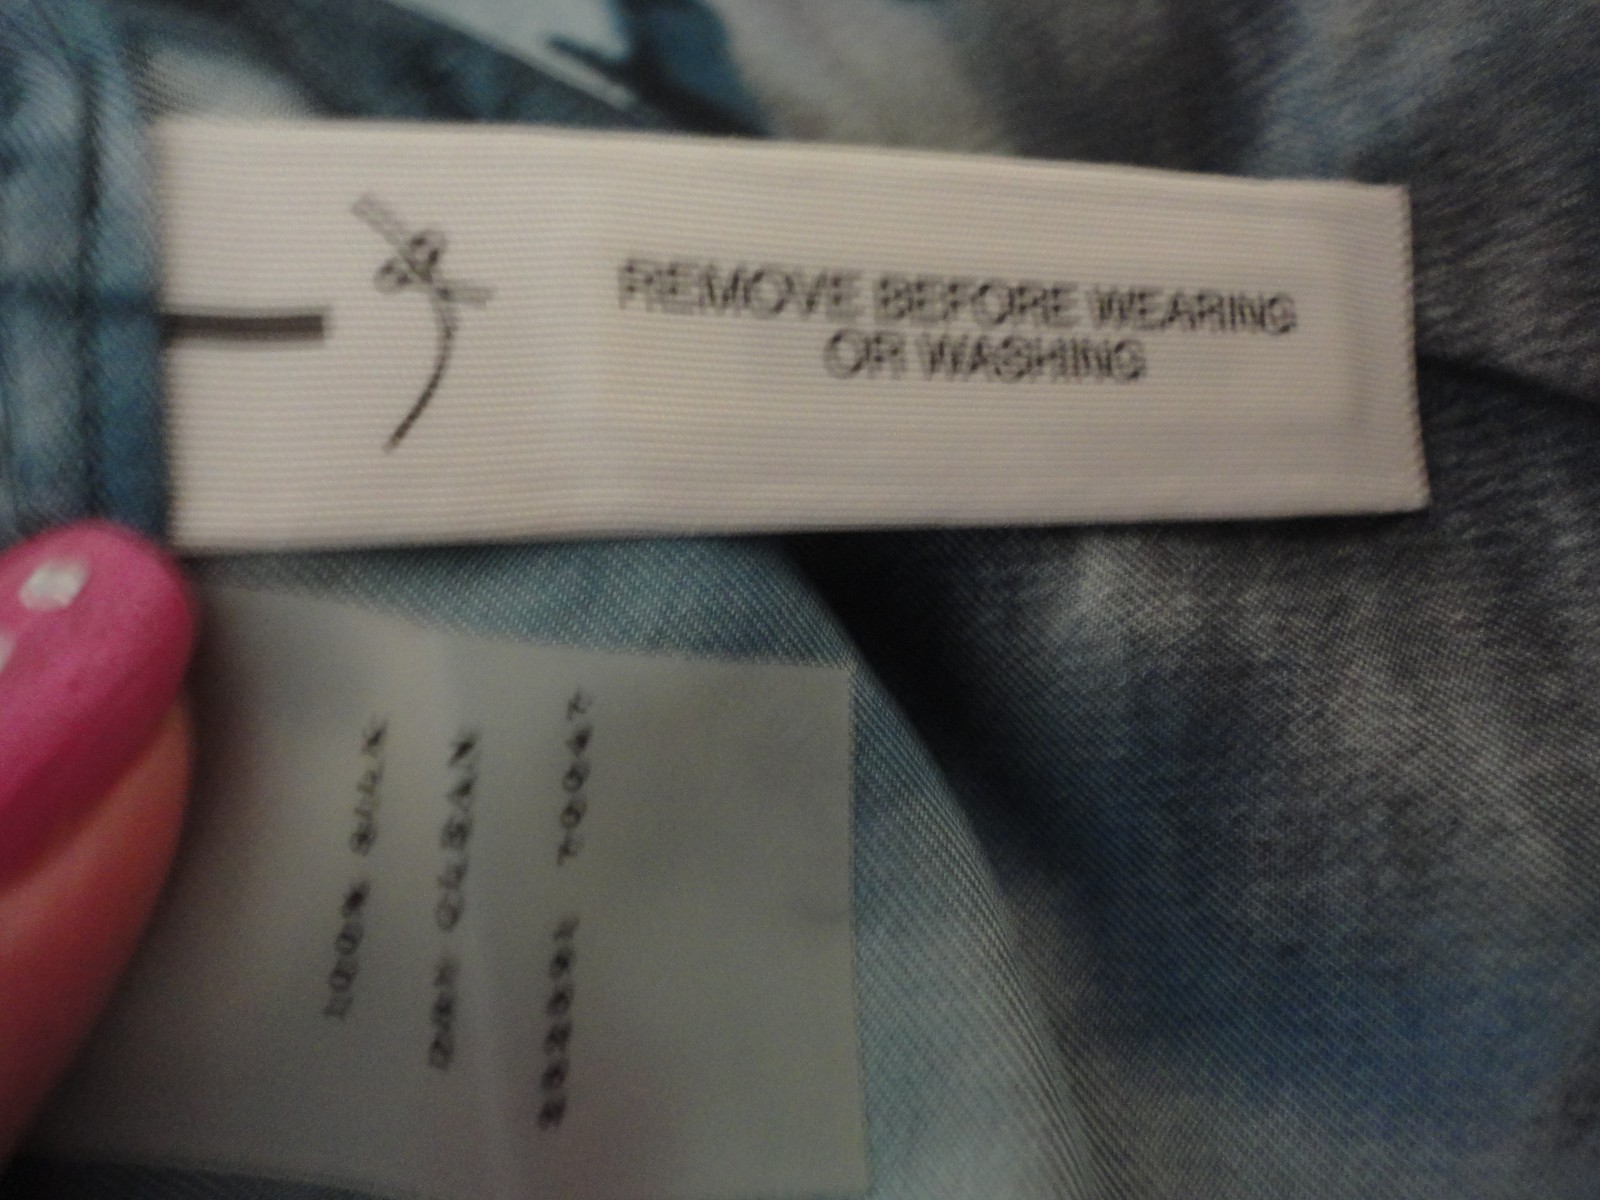 REMOVE BEFORE WEARING
OR WASHING
100% SILK
DRY CLEAN